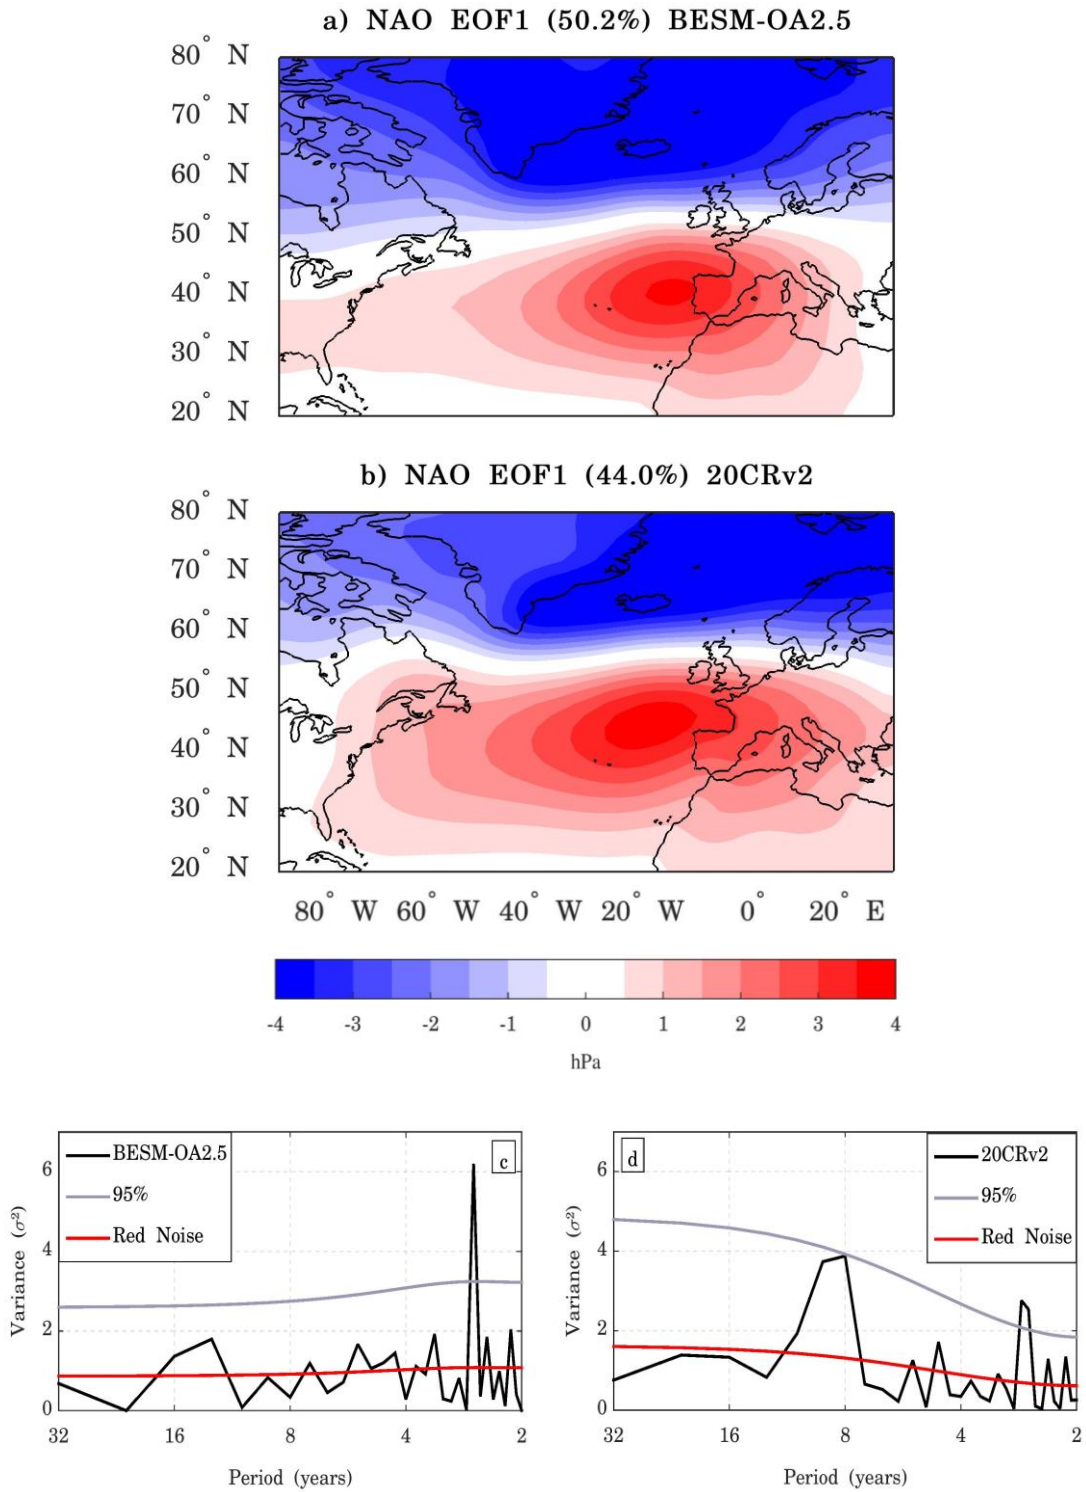 a) NAO EOF1 (50.2%) BESM-OA2.5
80° N
70° N
60° N
50° N
40° N
30° N
20° N
b) NAO EOF1 (44.0%) 20CRv2
80° N
70° N
60° N
50° N
40° N
30° N
20° N
80° W 60° W 40° W 20° W 0° 20° E
-4 -3 -2 -1 0 1 2 3 4
hPa
BESM-OA2.5
95%
Red Noise
c
6
4
2
0
Variance (σ²)
32 16 8 4 2
Period (years)
d
20CRv2
95%
Red Noise
6
4
2
0
Variance (σ²)
32 16 8 4 2
Period (years)